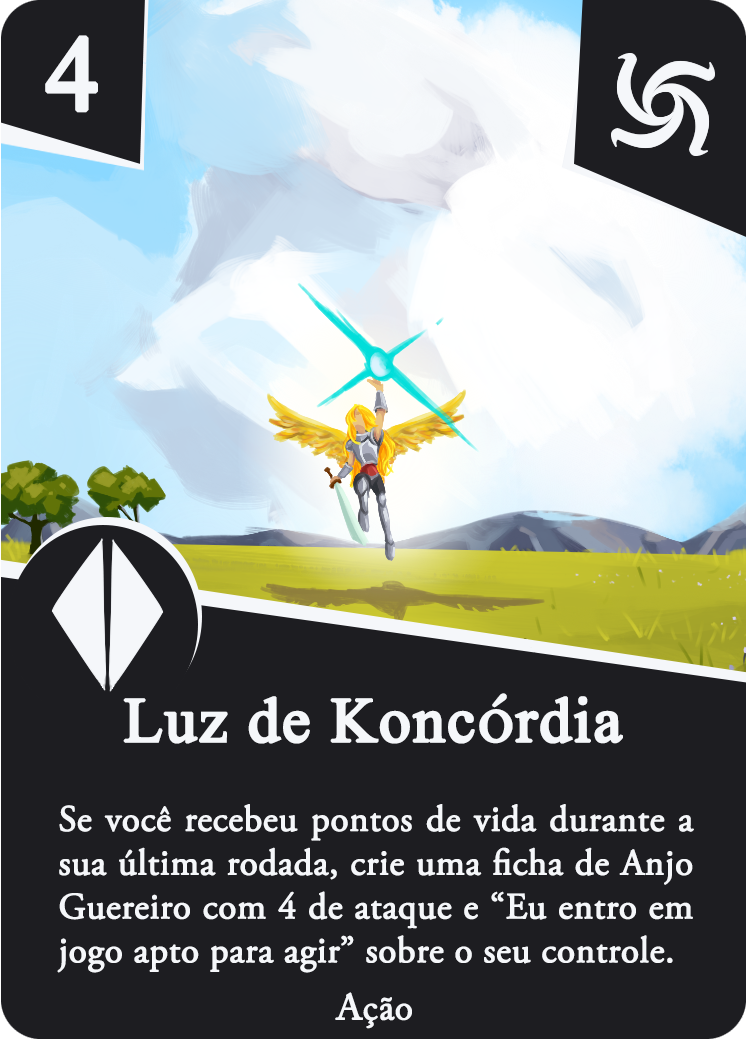 4
Luz de Koncórdia
Se você recebeu pontos de vida durante a
sua última rodada, crie uma ficha de Anjo
Guereiro com 4 de ataque e “Eu entro em
jogo apto para agir” sobre o seu controle.
Ação